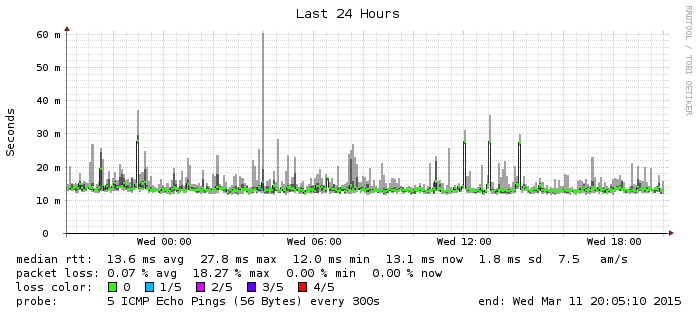 Last 24 Hours
RRDTOOL / TOBI OETIKER
Seconds
60 m
50 m
40 m
30 m
20 m
10 m
0
Wed 00:00 Wed 06:00 Wed 12:00 Wed 18:00
median rtt: 13.6 ms avg 27.8 ms max 12.0 ms min 13.1 ms now 1.8 ms sd 7.5 am/s
packet loss: 0.07 % avg 18.27 % max 0.00 % min 0.00 % now
loss color: 0 1/5 2/5 3/5 4/5
probe: 5 ICMP Echo Pings (56 Bytes) every 300s end: Wed Mar 11 20:05:10 2015